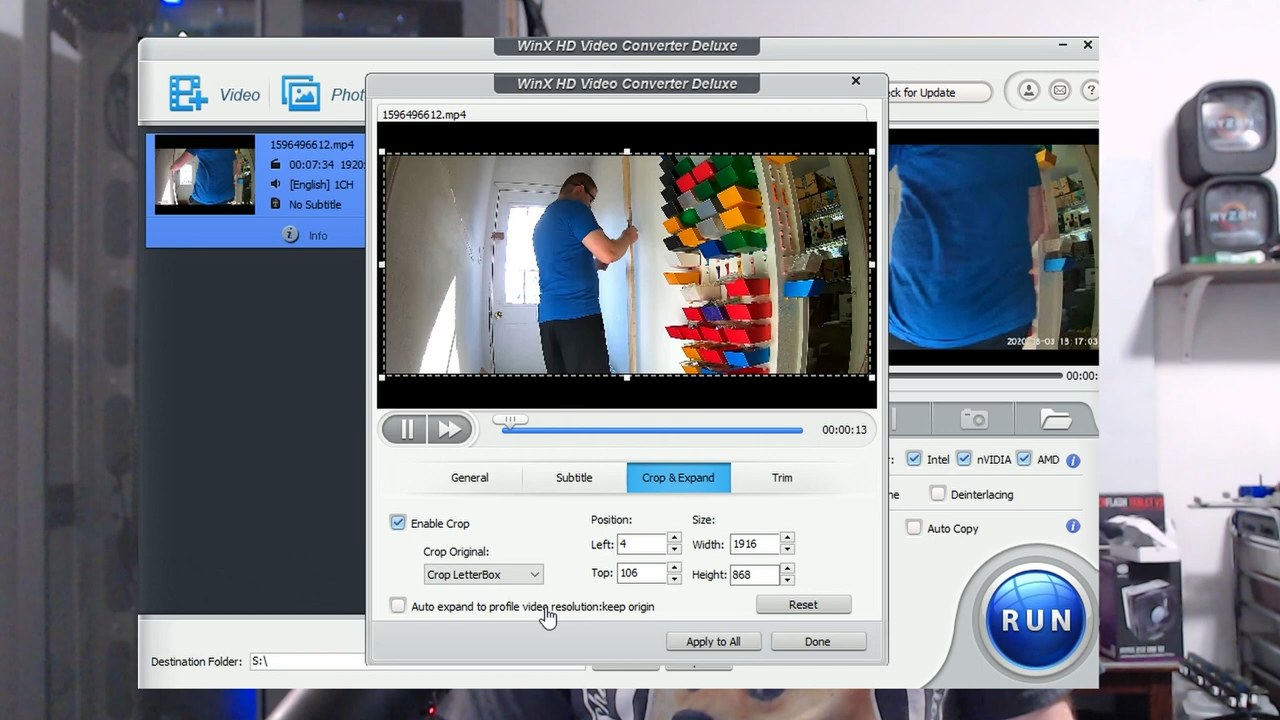 WinX HD Video Converter Deluxe
WinX HD Video Converter Deluxe
Video
Phot
ck for Update
?
1596496612.mp4
1596496612.mp4
00:07:34 1920
[English] 1CH
No Subtitle
Info
RYZEN
RYZEN
13:17:03
00:00:
00:00:13
General
Subtitle
Crop & Expand
Trim
Intel
nVIDIA
AMD
Deinterlacing
Auto Copy
Enable Crop
Crop Original:
Crop LetterBox
Position:
Left: 4
Top: 106
Size:
Width: 1916
Height: 868
Auto expand to profile video resolution:keep origin
Reset
Apply to All
Done
RUN
Destination Folder: S:\